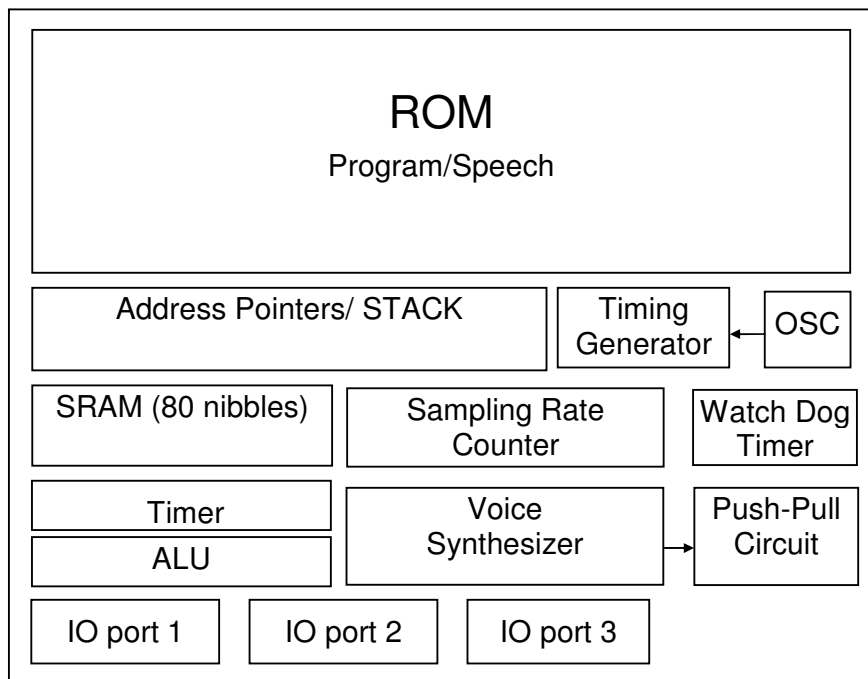 ROM
Program/Speech
Address Pointers/ STACK
Timing
Generator
OSC
SRAM (80 nibbles)
Sampling Rate
Counter
Watch Dog
Timer
Timer
ALU
Voice
Synthesizer
Push-Pull
Circuit
IO port 1
IO port 2
IO port 3